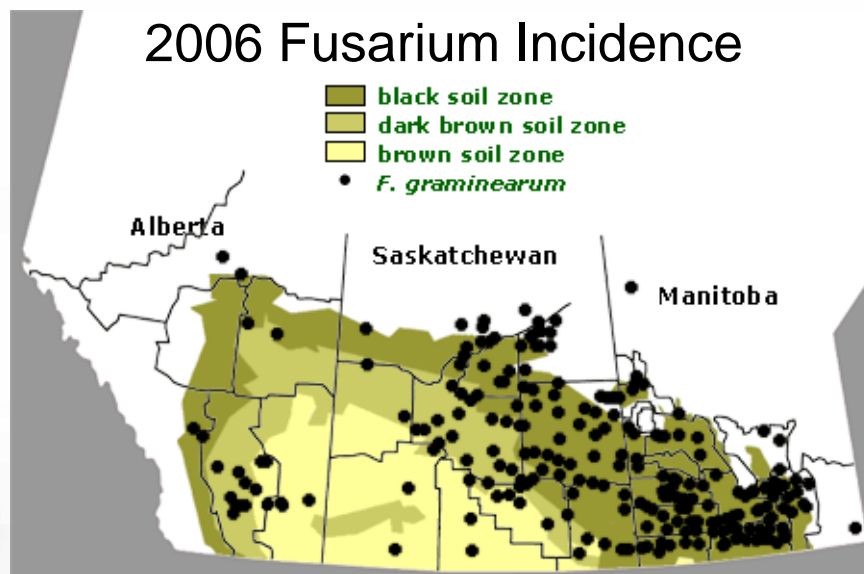 2006 Fusarium Incidence
black soil zone
dark brown soil zone
brown soil zone
F. graminearum
Alberta
Saskatchewan
Manitoba